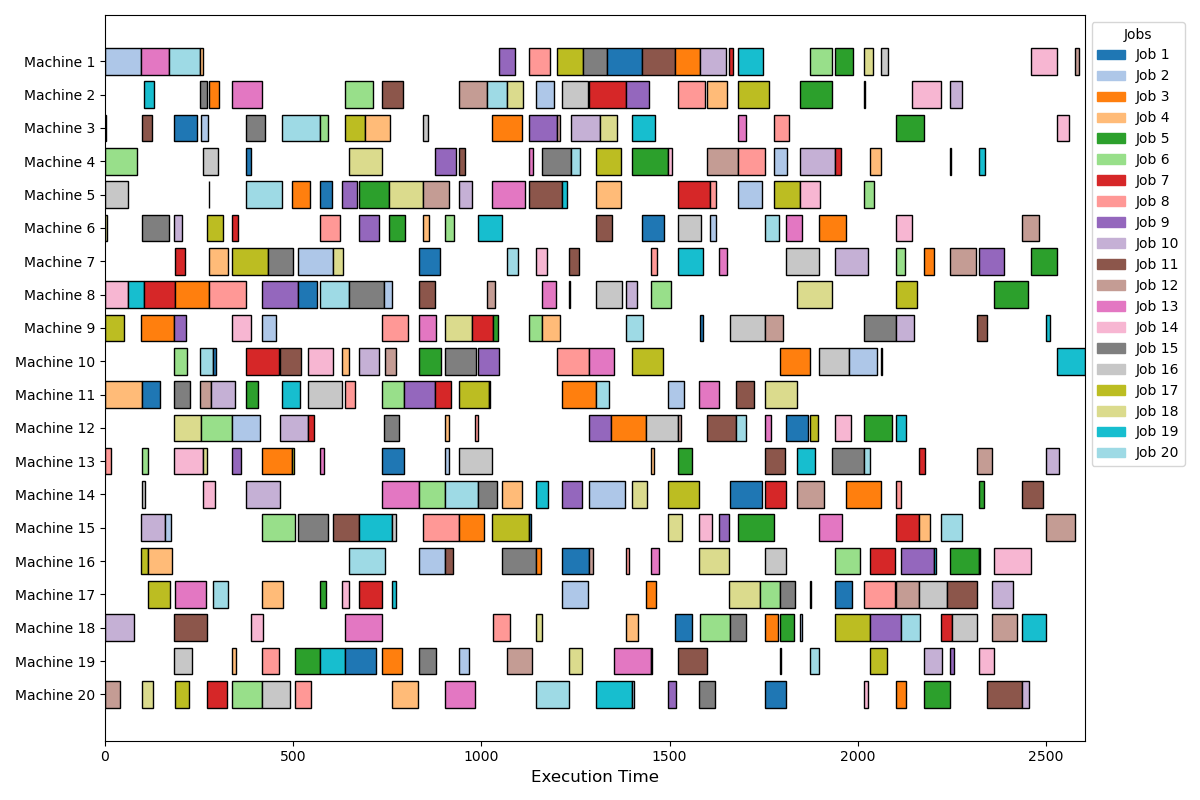 Machine 1
Machine 2
Machine 3
Machine 4
Machine 5
Machine 6
Machine 7
Machine 8
Machine 9
Machine 10
Machine 11
Machine 12
Machine 13
Machine 14
Machine 15
Machine 16
Machine 17
Machine 18
Machine 19
Machine 20
0 500 1000 1500 2000 2500
Execution Time
Jobs
Job 1
Job 2
Job 3
Job 4
Job 5
Job 6
Job 7
Job 8
Job 9
Job 10
Job 11
Job 12
Job 13
Job 14
Job 15
Job 16
Job 17
Job 18
Job 19
Job 20